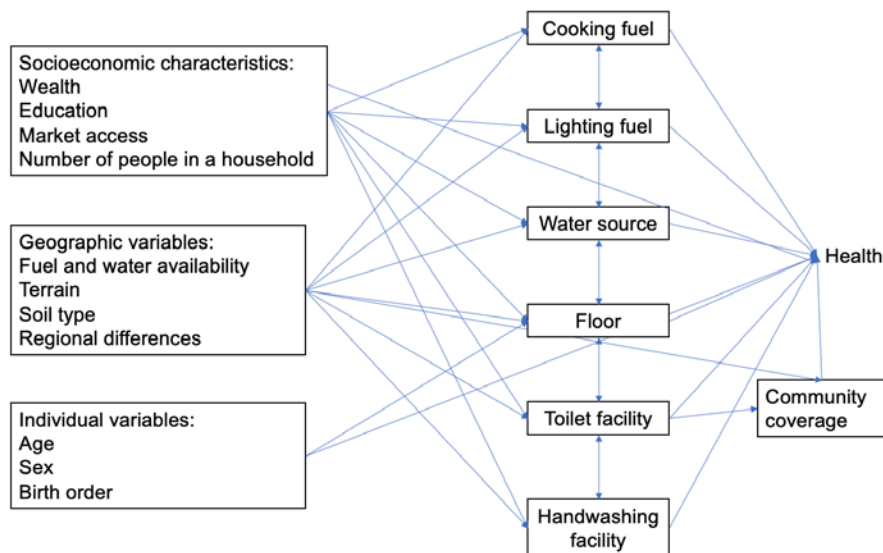 Socioeconomic characteristics:
Wealth
Education
Market access
Number of people in a household
Geographic variables:
Fuel and water availability
Terrain
Soil type
Regional differences
Individual variables:
Age
Sex
Birth order
Cooking fuel
Lighting fuel
Water source
Floor
Toilet facility
Handwashing
facility
Health
Community
coverage